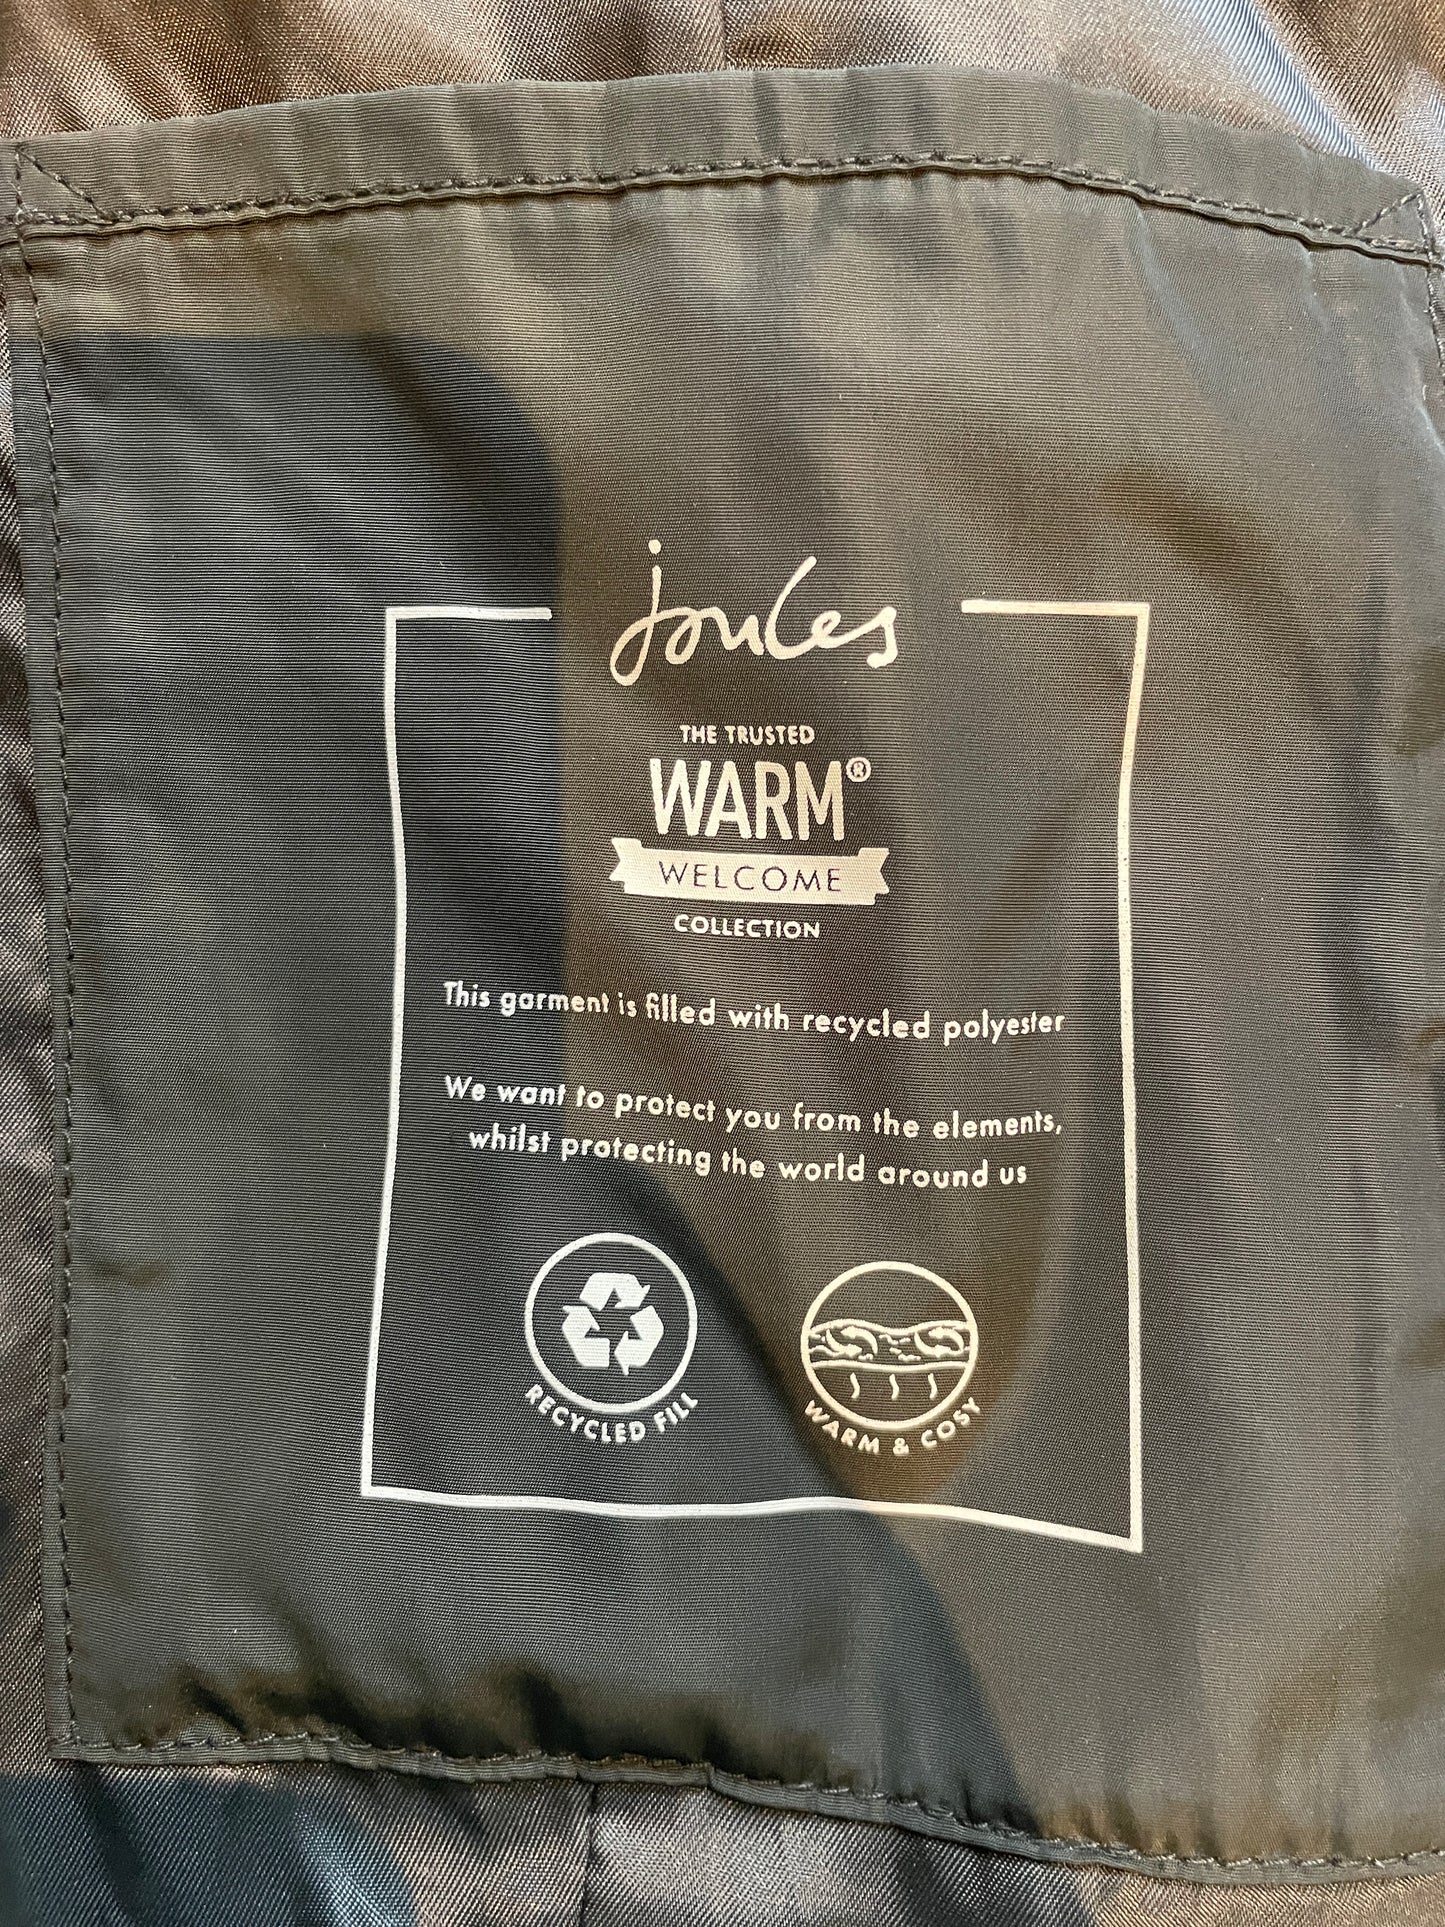 joules
THE TRUSTED
WARM®
WELCOME
COLLECTION
This garment is filled with recycled polyester
We want to protect you from the elements,
whilst protecting the world around us
RECYCLED FILL
WARM & COSY